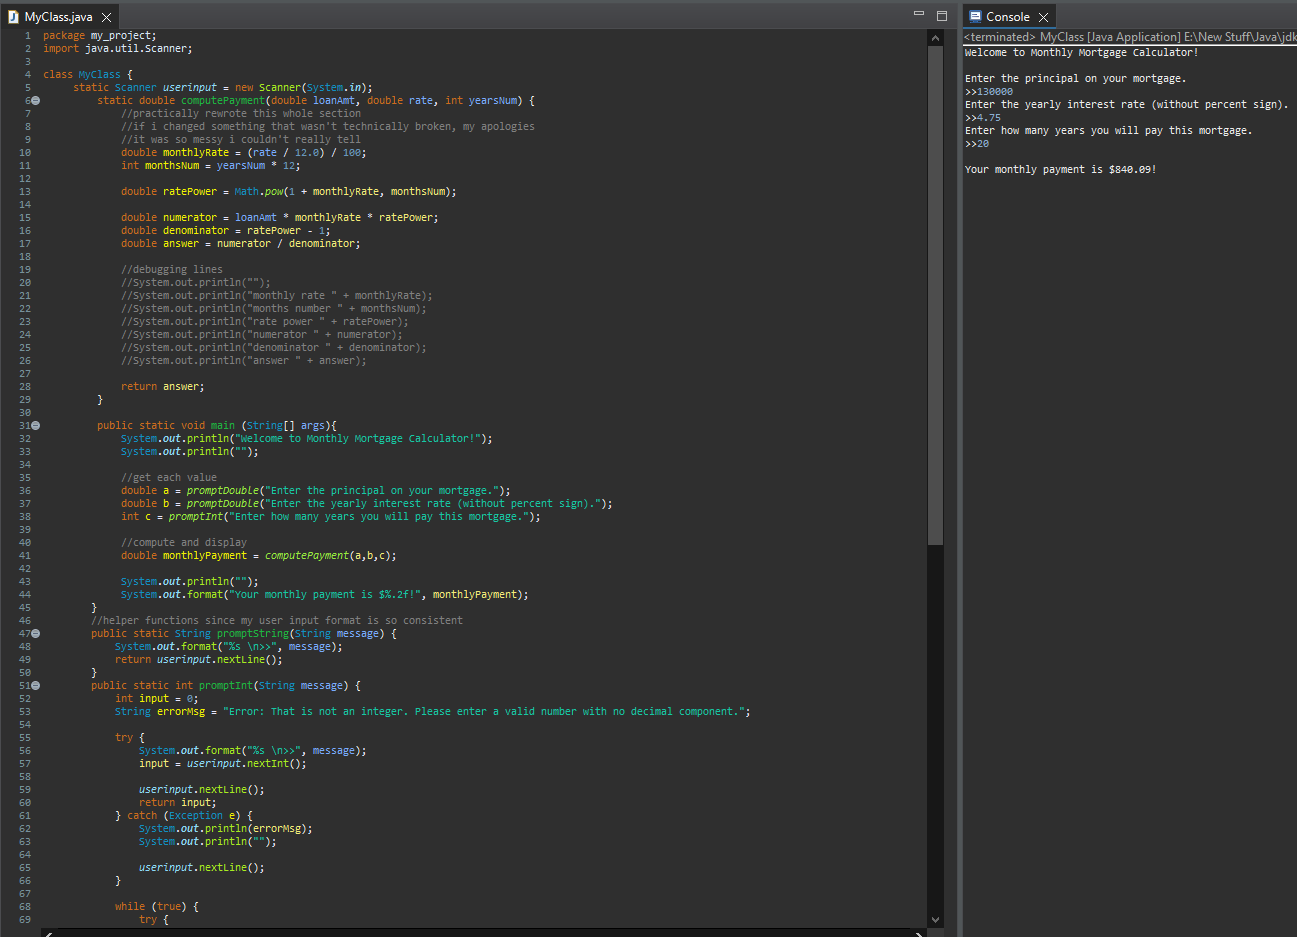 MyClass.java
1 package my_project;
2 import java.util.Scanner;
3
4 class MyClass {
5 static Scanner userinput = new Scanner(System.in);
6 static double computePayment(double loanAmt, double rate, int yearsNum) {
7 //practically rewrote this whole section
8 //if i changed something that wasn't technically broken, my apologies
9 //it was so messy i couldn't really tell
10 double monthlyRate = (rate / 12.0) / 100;
11 int monthsNum = yearsNum * 12;
12
13 double ratePower = Math.pow(1 + monthlyRate, monthsNum);
14
15 double numerator = loanAmt * monthlyRate * ratePower;
16 double denominator = ratePower - 1;
17 double answer = numerator / denominator;
18
19 //debugging lines
20 //System.out.println("");
21 //System.out.println("monthly rate " + monthlyRate);
22 //System.out.println("months number " + monthsNum);
23 //System.out.println("rate power " + ratePower);
24 //System.out.println("numerator " + numerator);
25 //System.out.println("denominator " + denominator);
26 //System.out.println("answer " + answer);
27
28 return answer;
29 }
30
31 public static void main (String[] args){
32 System.out.println("Welcome to Monthly Mortgage Calculator!");
33 System.out.println("");
34
35 //get each value
36 double a = promptDouble("Enter the principal on your mortgage.");
37 double b = promptDouble("Enter the yearly interest rate (without percent sign).");
38 int c = promptInt("Enter how many years you will pay this mortgage.");
39
40 //compute and display
41 double monthlyPayment = computePayment(a,b,c);
42
43 System.out.println("");
44 System.out.format("Your monthly payment is $%.2f!", monthlyPayment);
45 }
46 //helper functions since my user input format is so consistent
47 public static String promptString(String message) {
48 System.out.format("%s \n>>", message);
49 return userinput.nextLine();
50 }
51 public static int promptInt(String message) {
52 int input = 0;
53 String errorMsg = "Error: That is not an integer. Please enter a valid number with no decimal component.";
54
55 try {
56 System.out.format("%s \n>>", message);
57 input = userinput.nextInt();
58
59 userinput.nextLine();
60 return input;
61 } catch (Exception e) {
62 System.out.println(errorMsg);
63 System.out.println("");
64
65 userinput.nextLine();
66 }
67
68 while (true) {
69 try {
Console
<terminated> MyClass [Java Application] E:\New Stuff\Java\jdk
Welcome to Monthly Mortgage Calculator!
Enter the principal on your mortgage.
>>130000
Enter the yearly interest rate (without percent sign).
>>4.75
Enter how many years you will pay this mortgage.
>>20
Your monthly payment is $840.09!